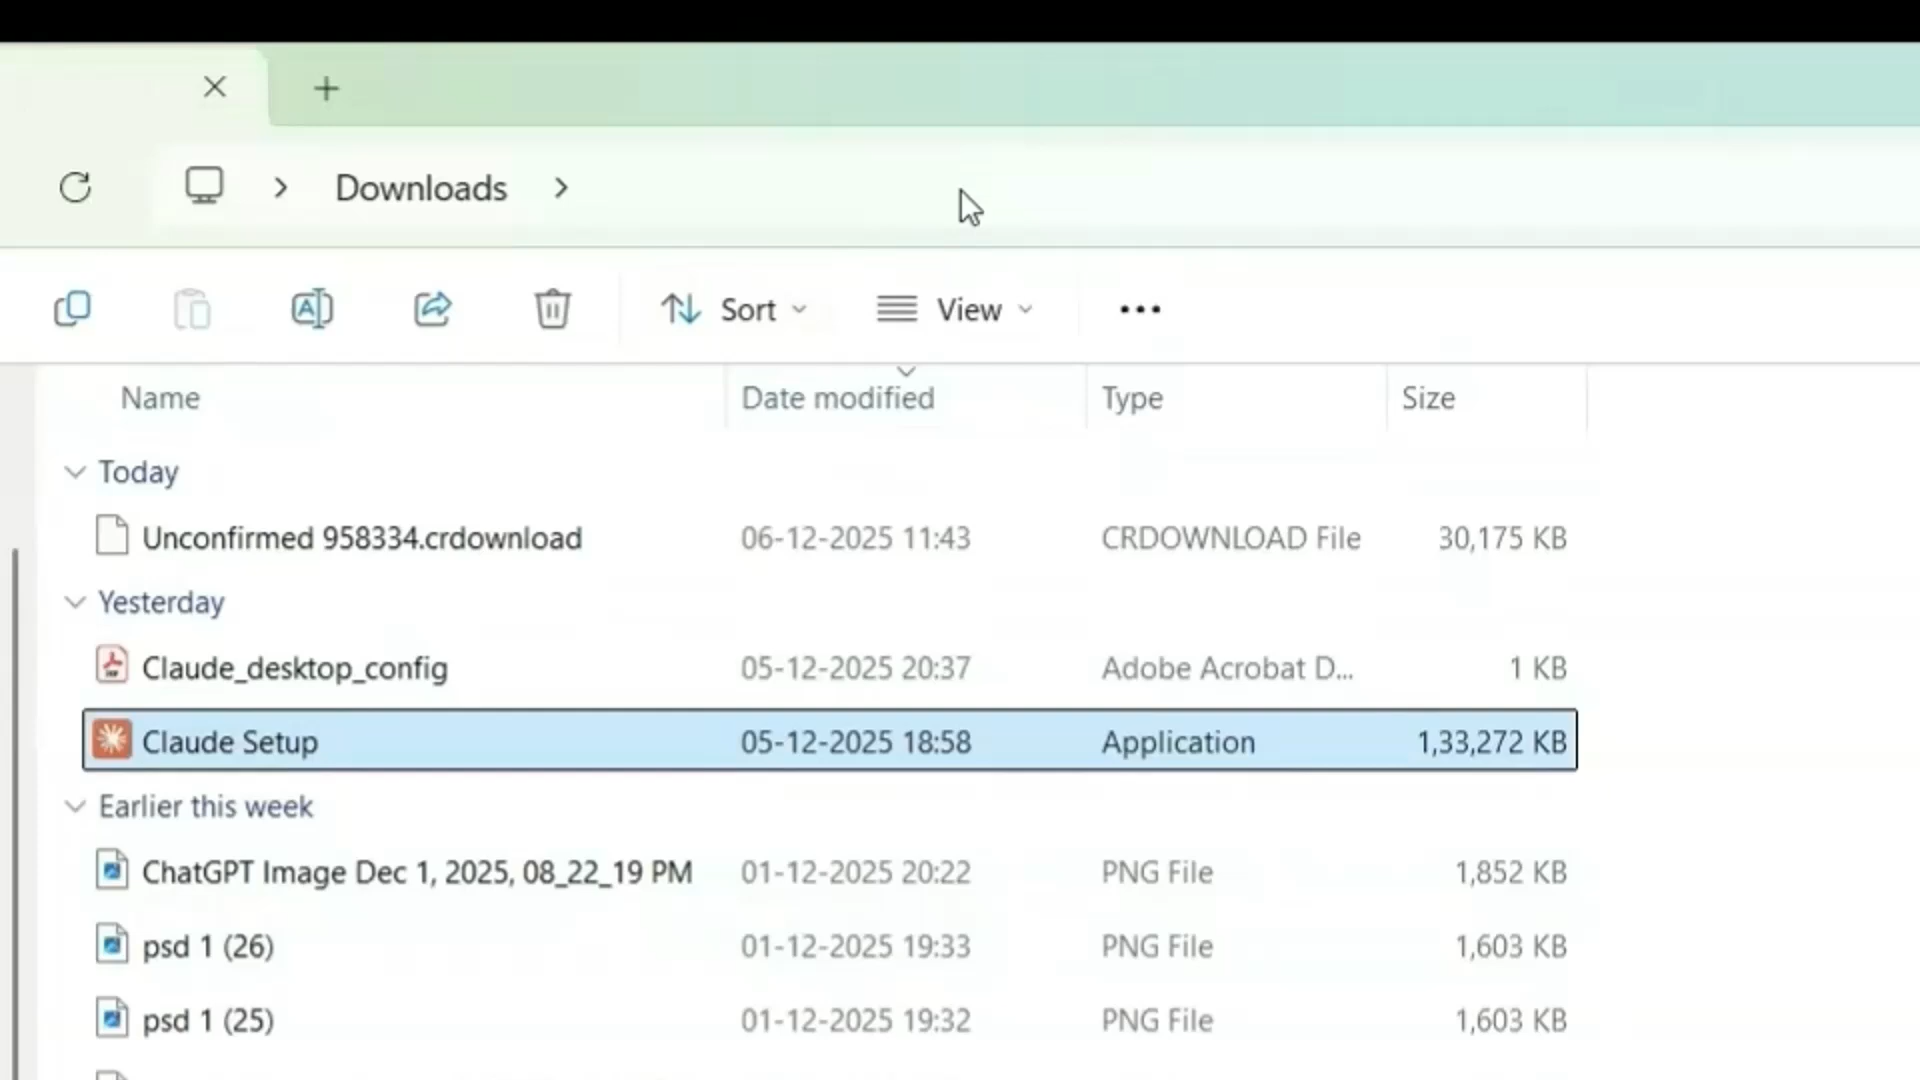 Downloads
Sort
View
Name Date modified Type Size
Today
Unconfirmed 958334.crdownload 06-12-2025 11:43 CRDOWNLOAD File 30,175 KB
Yesterday
Claude_desktop_config 05-12-2025 20:37 Adobe Acrobat D... 1 KB
Claude Setup 05-12-2025 18:58 Application 1,33,272 KB
Earlier this week
ChatGPT Image Dec 1, 2025, 08_22_19 PM 01-12-2025 20:22 PNG File 1,852 KB
psd 1 (26) 01-12-2025 19:33 PNG File 1,603 KB
psd 1 (25) 01-12-2025 19:32 PNG File 1,603 KB